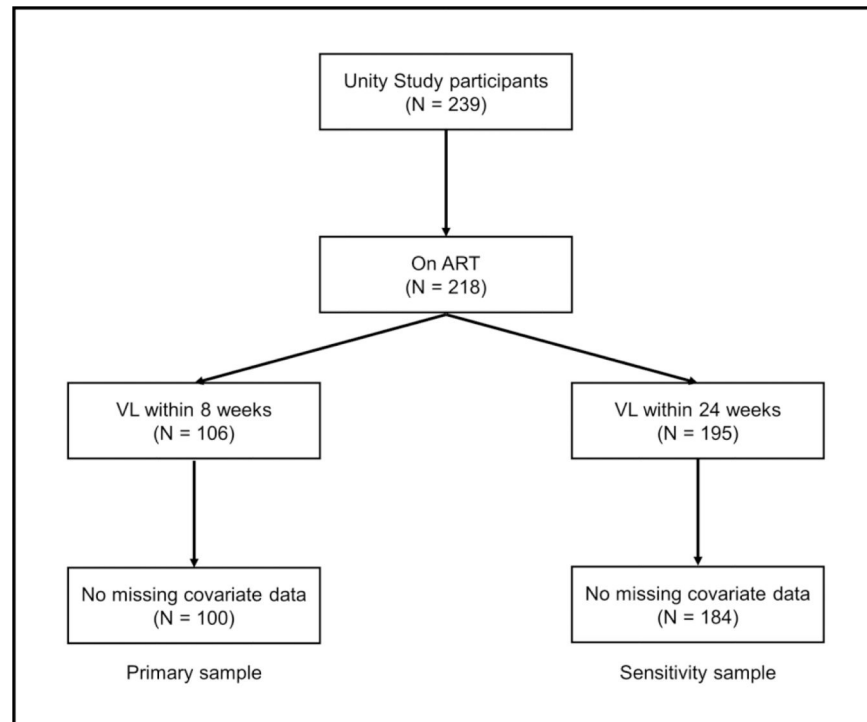 Unity Study participants
(N = 239)
On ART
(N = 218)
VL within 8 weeks
(N = 106)
VL within 24 weeks
(N = 195)
No missing covariate data
(N = 100)
No missing covariate data
(N = 184)
Primary sample
Sensitivity sample